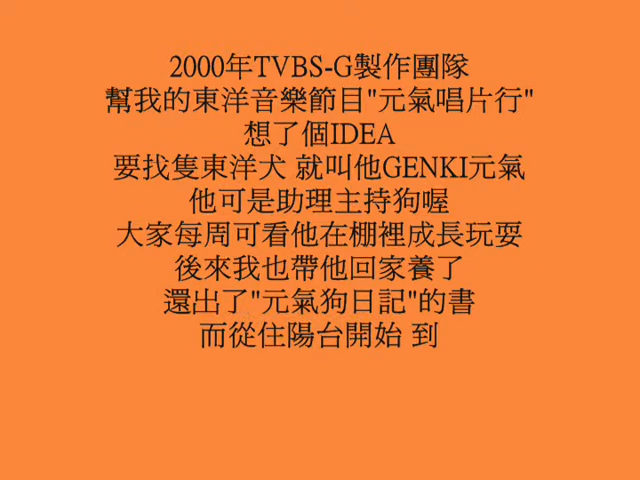 2000年TVBS-G製作團隊
幫我的東洋音樂節目"元氣唱片行"
想了個IDEA
要找隻東洋犬 就叫他GENKI元氣
他可是助理主持狗喔
大家每周可看他在棚裡成長玩耍
後來我也帶他回家養了
還出了"元氣狗日記"的書
而從住陽台開始 到